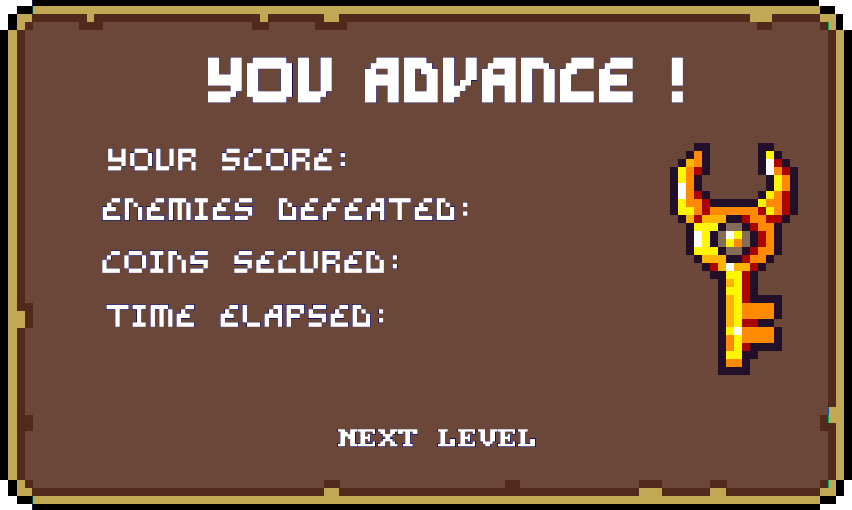 YOU ADVANCE !
YOUR SCORE:
ENEMIES DEFEATED:
COINS SECURED:
TIME ELAPSED:
NEXT LEVEL